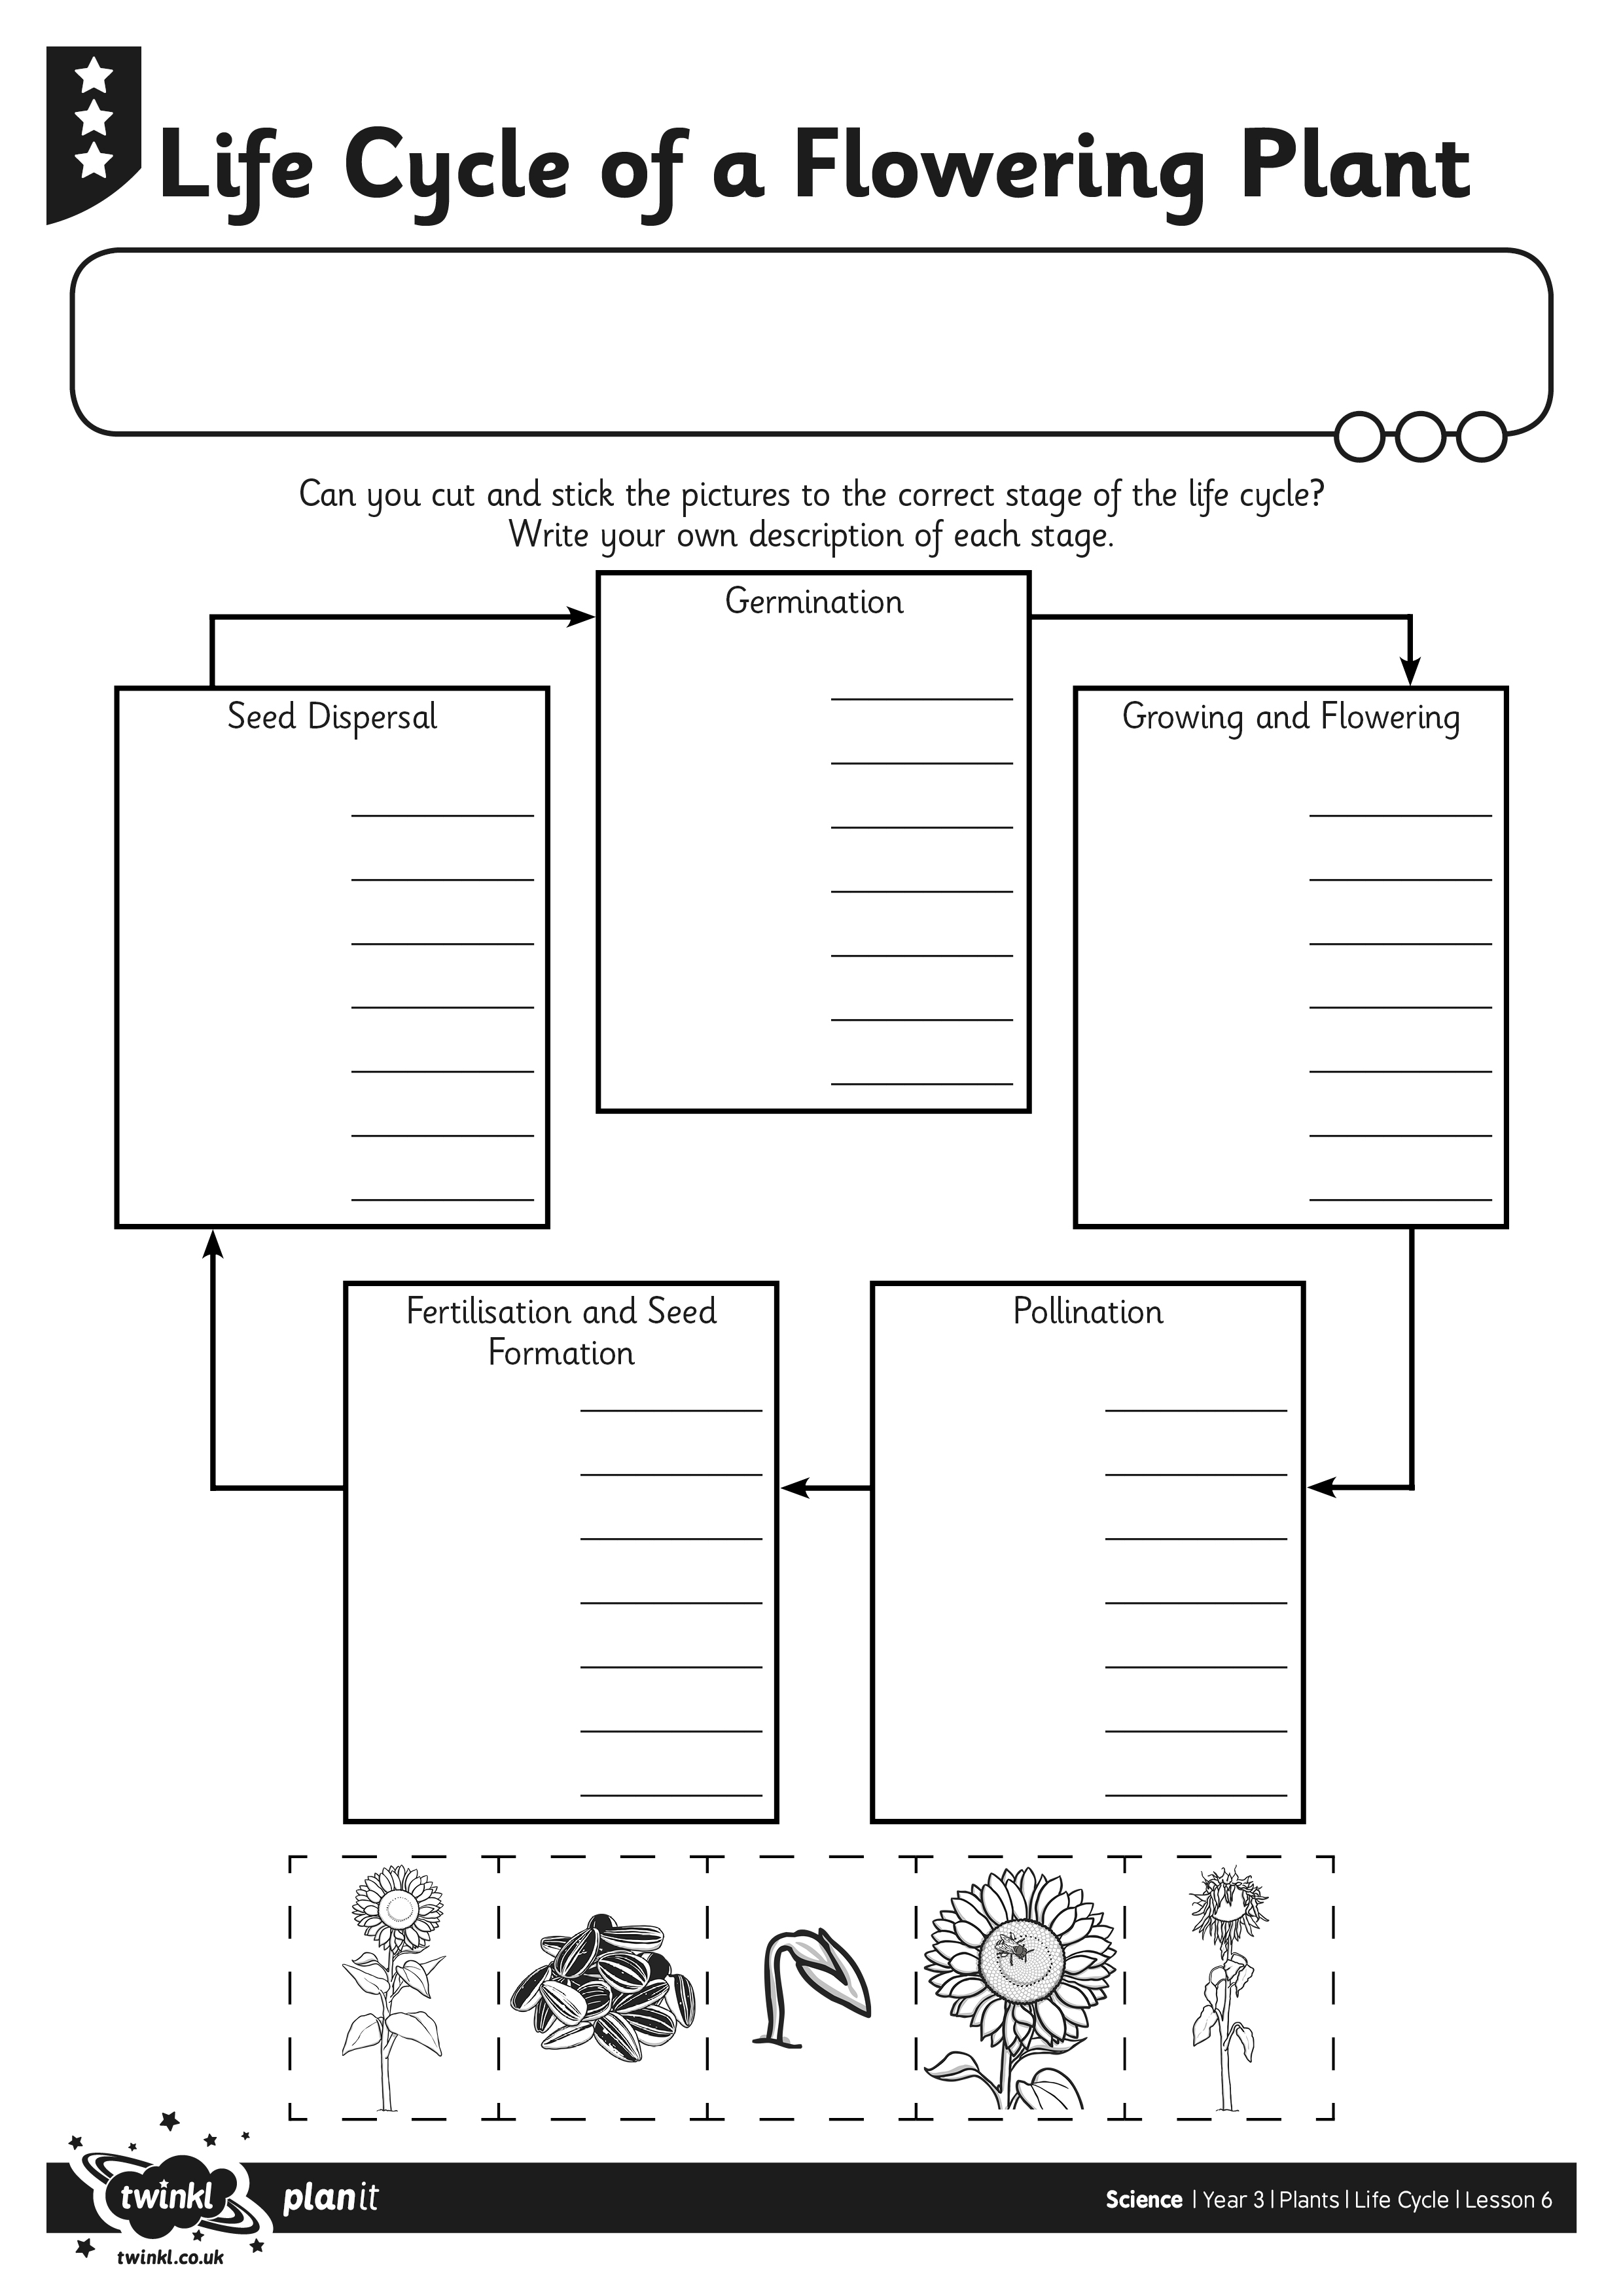 Life Cycle of a Flowering Plant
Can you cut and stick the pictures to the correct stage of the life cycle?
Write your own description of each stage.
Germination
Seed Dispersal
Growing and Flowering
Fertilisation and Seed
Formation
Pollination
twinkl
planit
Science | Year 3 | Plants | Life Cycle | Lesson 6
twinkl.co.uk